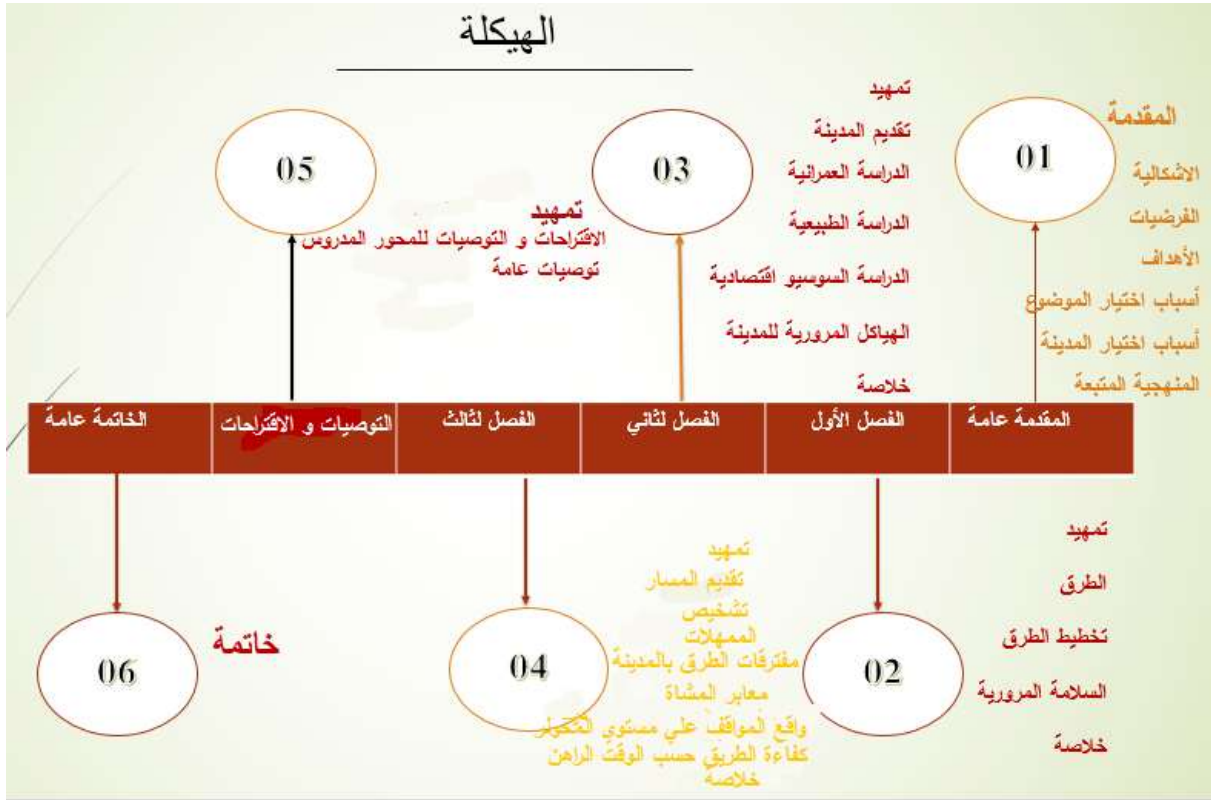 الهيكلة
01
المقدمة
الاشكالية
الفرضيات
الأهداف
أسباب اختيار الموضوع
أسباب اختيار المدينة
المنهجية المتبعة
03
تمهيد
تقديم المدينة
الدراسة العمرانية
الدراسة الطبيعية
الدراسة السوسيو اقتصادية
الهياكل المرورية للمدينة
خلاصة
05
تمهيد
الاقتراحات و التوصيات للمحور المدروس
توصيات عامة
المقدمة عامة
الفصل الأول
الفصل لثاني
الفصل لثالث
التوصيات و الاقتراحات
الخاتمة عامة
02
تمهيد
الطرق
تخطيط الطرق
السلامة المرورية
خلاصة
04
تمهيد
تقديم المسار
تشخيص
الممهلات
مفترقات الطرق بالمدينة
معابر المشاة
واقع المواقف علي مستوي
كفاءة الطريق حسب الوقت الراهن
خلاصة
06
خاتمة